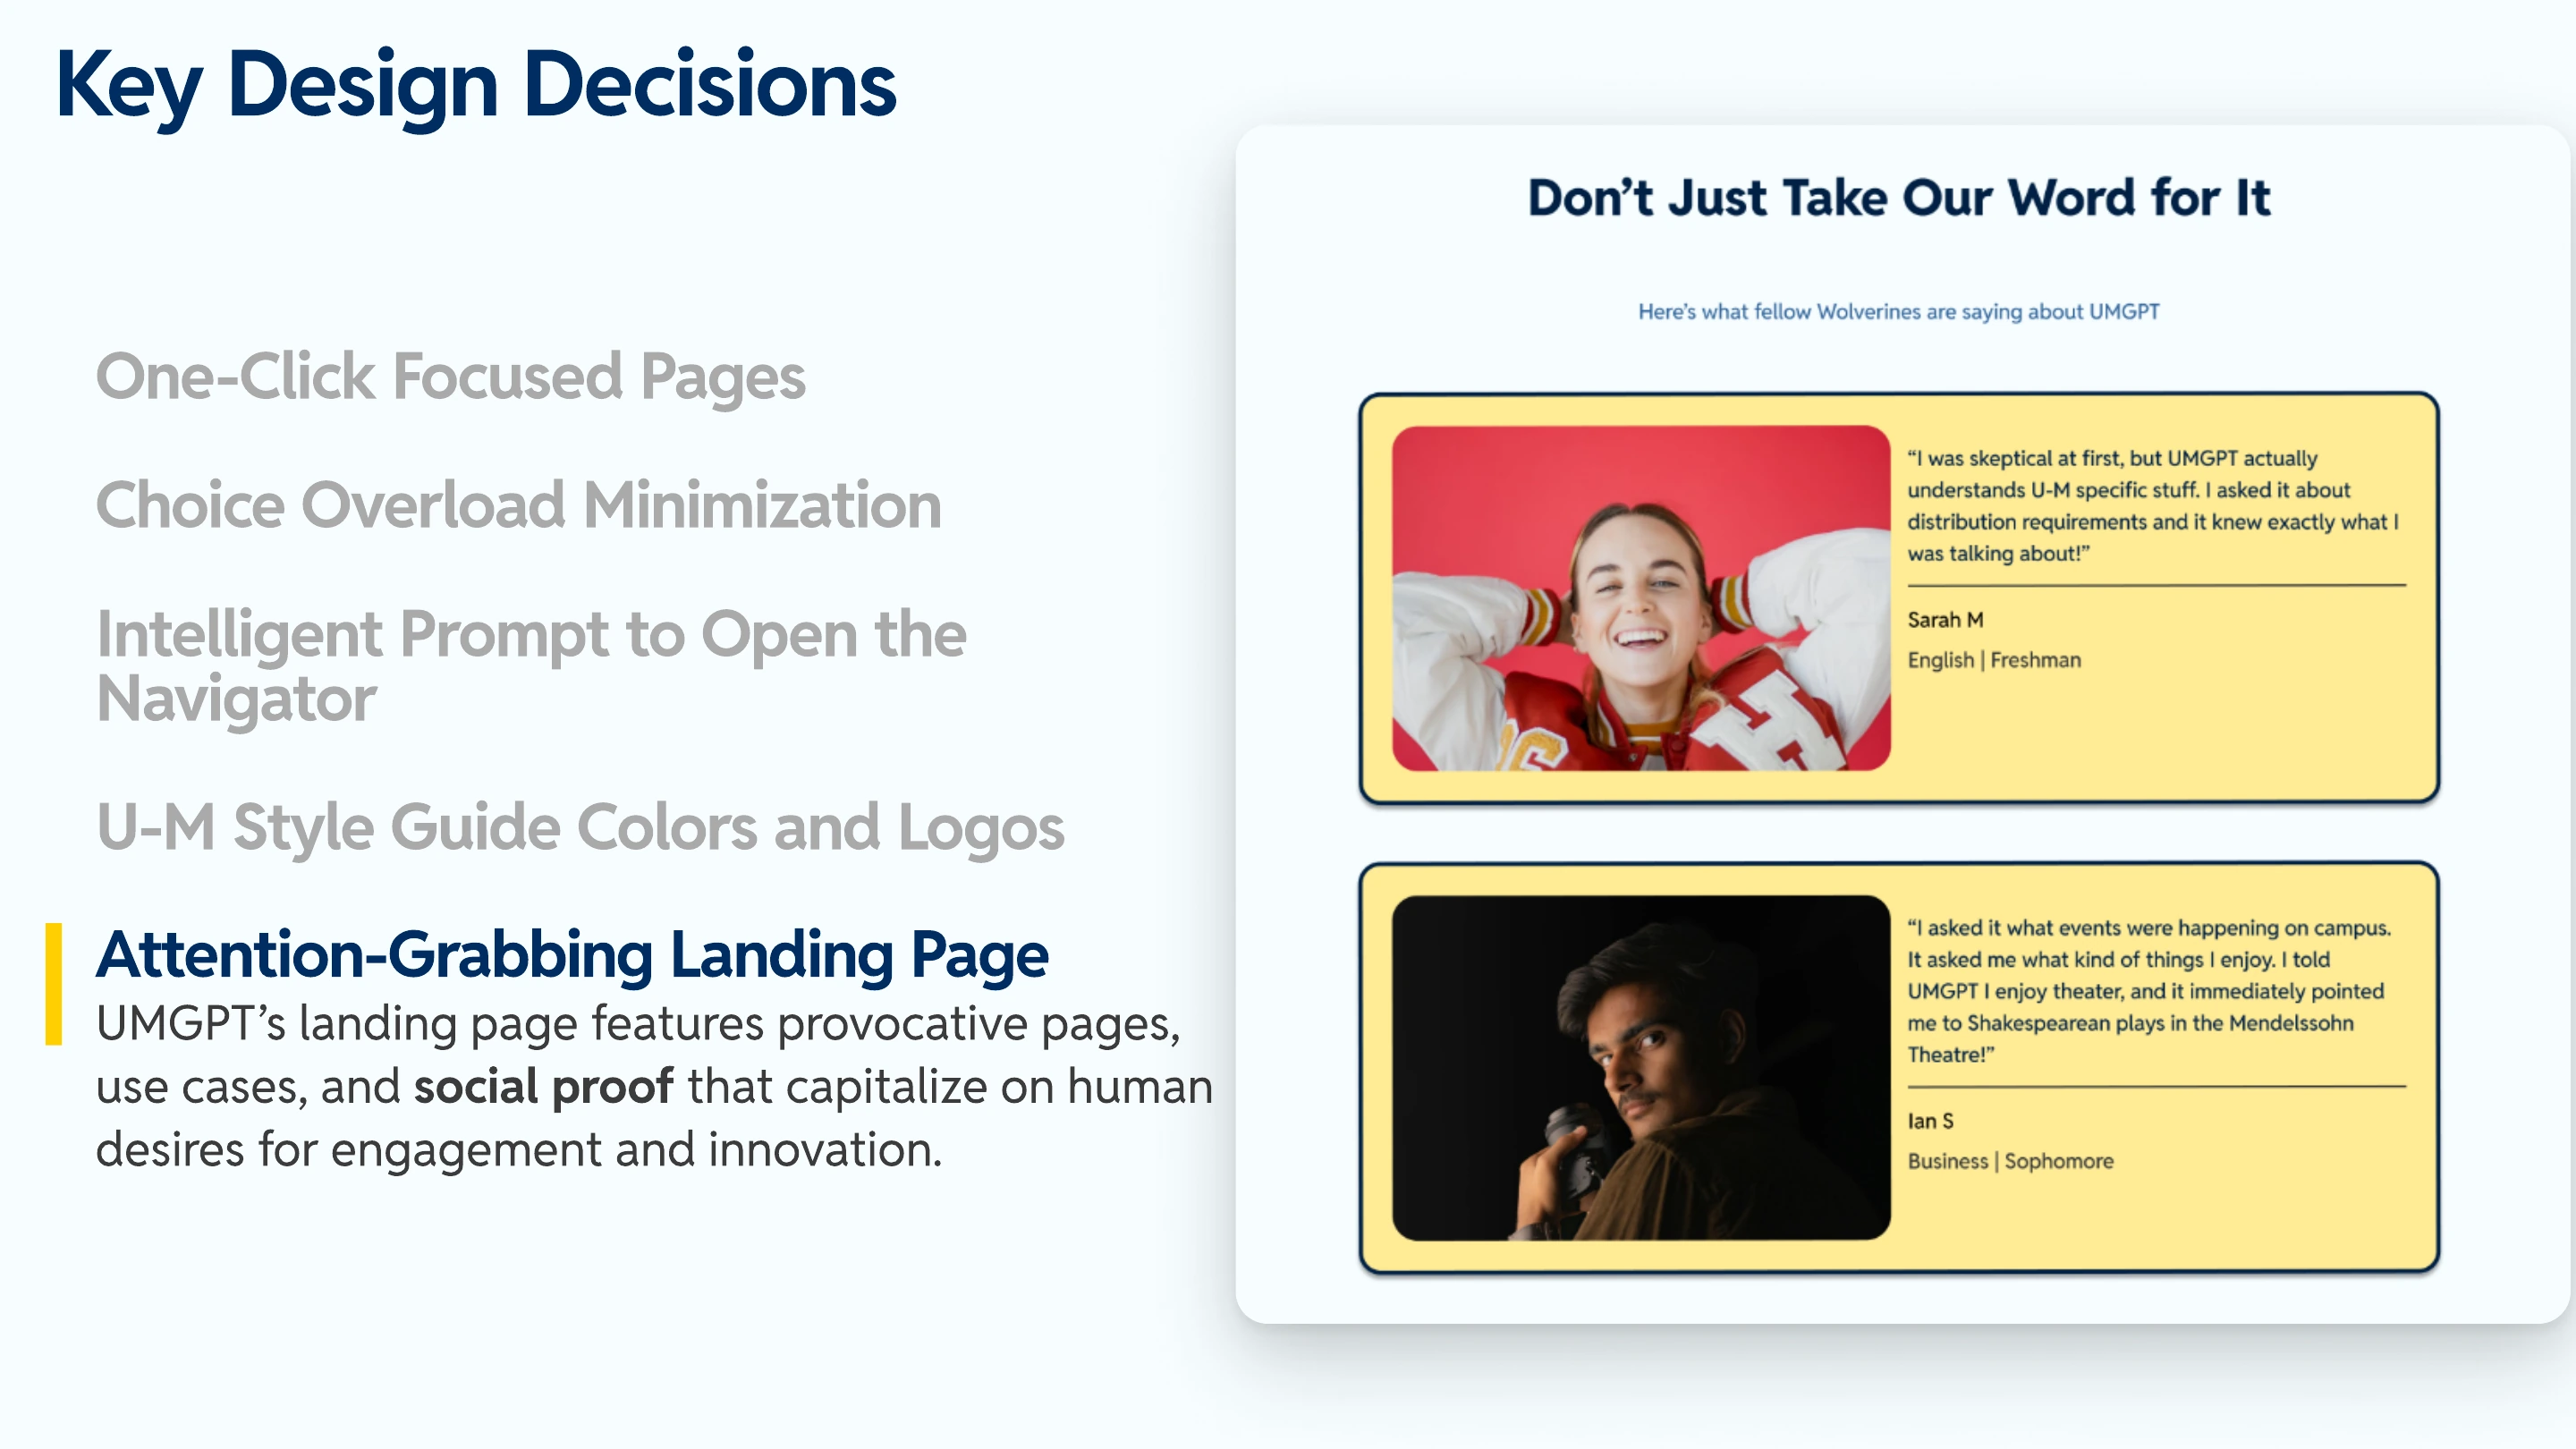 Key Design Decisions
One-Click Focused Pages
Choice Overload Minimization
Intelligent Prompt to Open the
Navigator
U-M Style Guide Colors and Logos
Attention-Grabbing Landing Page
UMGPT’s landing page features provocative pages,
use cases, and social proof that capitalize on human
desires for engagement and innovation.
Don’t Just Take Our Word for It
Here’s what fellow Wolverines are saying about UMGPT
“I was skeptical at first, but UMGPT actually
understands U-M specific stuff. I asked it about
distribution requirements and it knew exactly what I
was talking about!”
Sarah M
English | Freshman
H
“I asked it what events were happening on campus.
It asked me what kind of things I enjoy. I told
UMGPT I enjoy theater, and it immediately pointed
me to Shakespearean plays in the Mendelssohn
Theatre!”
Ian S
Business | Sophomore